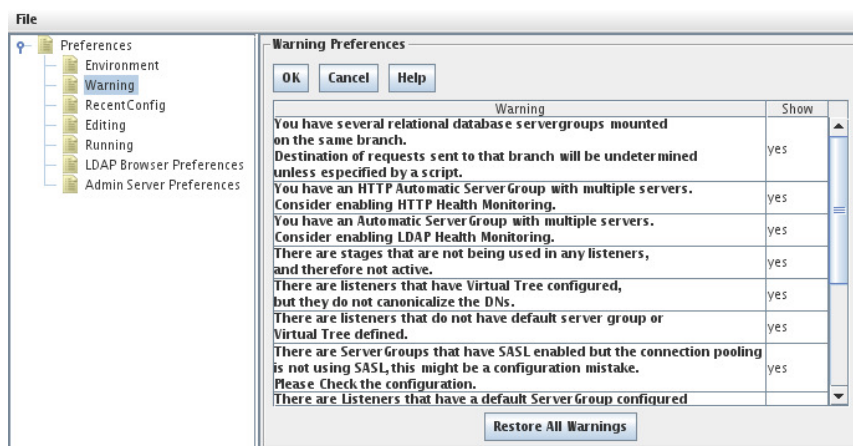 File
Preferences
Environment
Warning
RecentConfig
Editing
Running
LDAP Browser Preferences
Admin Server Preferences
Warning Preferences
OK Cancel Help
Warning Show
You have several relational database servergroups mounted
on the same branch.
Destination of requests sent to that branch will be undetermined
unless especified by a script.
yes
You have an HTTP Automatic ServerGroup with multiple servers.
Consider enabling HTTP Health Monitoring.
yes
You have an Automatic ServerGroup with multiple servers.
Consider enabling LDAP Health Monitoring.
yes
There are stages that are not being used in any listeners,
and therefore not active.
yes
There are listeners that have Virtual Tree configured,
but they do not canonicalize the DNs.
yes
There are listeners that do not have default server group or
Virtual Tree defined.
yes
There are ServerGroups that have SASL enabled but the connection pooling
is not using SASL, this might be a configuration mistake.
Please Check the configuration.
yes
There are Listeners that have a default ServerGroup configured
Restore All Warnings